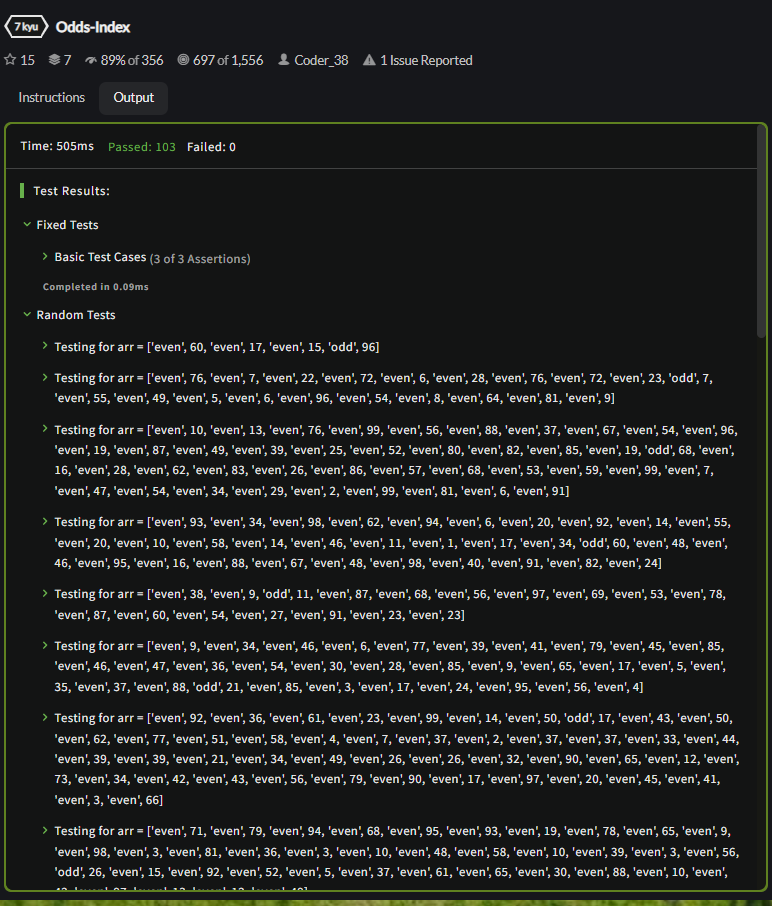 7 kyu Odds-Index
15 7 89% of 356 697 of 1,556 Coder_38 1 Issue Reported
Instructions Output
Time: 505ms Passed: 103 Failed: 0
Test Results:
Fixed Tests
Basic Test Cases (3 of 3 Assertions)
Completed in 0.09ms
Random Tests
Testing for arr = ['even', 60, 'even', 17, 'even', 15, 'odd', 96]
Testing for arr = ['even', 76, 'even', 7, 'even', 22, 'even', 72, 'even', 6, 'even', 28, 'even', 76, 'even', 72, 'even', 23, 'odd', 7,
'even', 55, 'even', 49, 'even', 5, 'even', 6, 'even', 96, 'even', 54, 'even', 8, 'even', 64, 'even', 81, 'even', 9]
Testing for arr = ['even', 10, 'even', 13, 'even', 76, 'even', 99, 'even', 56, 'even', 88, 'even', 37, 'even', 67, 'even', 54, 'even', 96,
'even', 19, 'even', 87, 'even', 49, 'even', 39, 'even', 25, 'even', 52, 'even', 80, 'even', 82, 'even', 85, 'even', 19, 'odd', 68, 'even',
16, 'even', 28, 'even', 62, 'even', 83, 'even', 26, 'even', 86, 'even', 57, 'even', 68, 'even', 53, 'even', 59, 'even', 99, 'even', 7,
'even', 47, 'even', 54, 'even', 34, 'even', 29, 'even', 2, 'even', 99, 'even', 81, 'even', 6, 'even', 91]
Testing for arr = ['even', 93, 'even', 34, 'even', 98, 'even', 62, 'even', 94, 'even', 6, 'even', 20, 'even', 92, 'even', 14, 'even', 55,
'even', 20, 'even', 10, 'even', 58, 'even', 14, 'even', 46, 'even', 11, 'even', 1, 'even', 17, 'even', 34, 'odd', 60, 'even', 48, 'even',
46, 'even', 95, 'even', 16, 'even', 88, 'even', 67, 'even', 48, 'even', 98, 'even', 40, 'even', 91, 'even', 82, 'even', 24]
Testing for arr = ['even', 38, 'even', 9, 'odd', 11, 'even', 87, 'even', 68, 'even', 56, 'even', 97, 'even', 69, 'even', 53, 'even', 78,
'even', 87, 'even', 60, 'even', 54, 'even', 27, 'even', 91, 'even', 23, 'even', 23]
Testing for arr = ['even', 9, 'even', 34, 'even', 46, 'even', 6, 'even', 77, 'even', 39, 'even', 41, 'even', 79, 'even', 45, 'even', 85,
'even', 46, 'even', 47, 'even', 36, 'even', 54, 'even', 30, 'even', 28, 'even', 85, 'even', 9, 'even', 65, 'even', 17, 'even', 5, 'even',
35, 'even', 37, 'even', 88, 'odd', 21, 'even', 85, 'even', 3, 'even', 17, 'even', 24, 'even', 95, 'even', 56, 'even', 4]
Testing for arr = ['even', 92, 'even', 36, 'even', 61, 'even', 23, 'even', 99, 'even', 14, 'even', 50, 'odd', 17, 'even', 43, 'even', 50,
'even', 62, 'even', 77, 'even', 51, 'even', 58, 'even', 4, 'even', 7, 'even', 37, 'even', 2, 'even', 37, 'even', 37, 'even', 33, 'even', 44,
'even', 39, 'even', 39, 'even', 21, 'even', 34, 'even', 49, 'even', 26, 'even', 26, 'even', 32, 'even', 90, 'even', 65, 'even', 12, 'even',
73, 'even', 34, 'even', 42, 'even', 43, 'even', 56, 'even', 79, 'even', 90, 'even', 17, 'even', 97, 'even', 20, 'even', 45, 'even', 41,
'even', 3, 'even', 66]
Testing for arr = ['even', 71, 'even', 79, 'even', 94, 'even', 68, 'even', 95, 'even', 93, 'even', 19, 'even', 78, 'even', 65, 'even', 9,
'even', 98, 'even', 3, 'even', 81, 'even', 36, 'even', 3, 'even', 10, 'even', 48, 'even', 58, 'even', 10, 'even', 39, 'even', 3, 'even', 56,
'odd', 26, 'even', 15, 'even', 92, 'even', 52, 'even', 5, 'even', 37, 'even', 61, 'even', 65, 'even', 30, 'even', 88, 'even', 10, 'even',